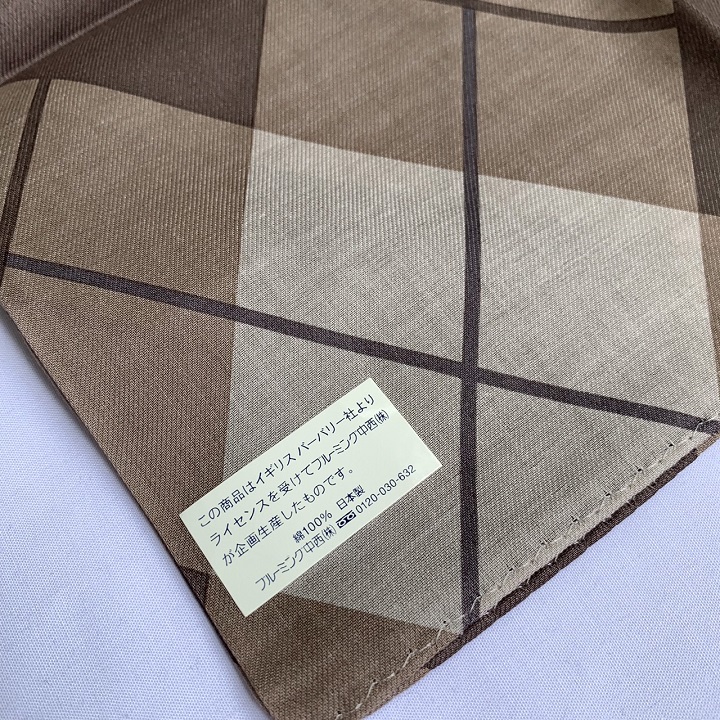 この商品はイギリス バーバリー社より
ライセンスを受けてフルーミング中西㈱
が企画生産したものです。
綿100% 日本製
フルーミング中西㈱ 0120-030-632